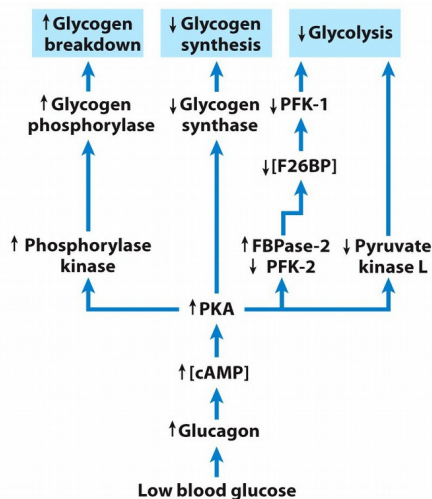 ↑Glycogen
breakdown
↓Glycogen
synthesis
↓Glycolysis
↑Glycogen
phosphorylase
↓Glycogen
synthase
↓PFK-1
↓[F26BP]
↑Phosphorylase
kinase
↑FBPase-2
↓PFK-2
↓Pyruvate
kinase L
↑PKA
↑[cAMP]
↑Glucagon
Low blood glucose